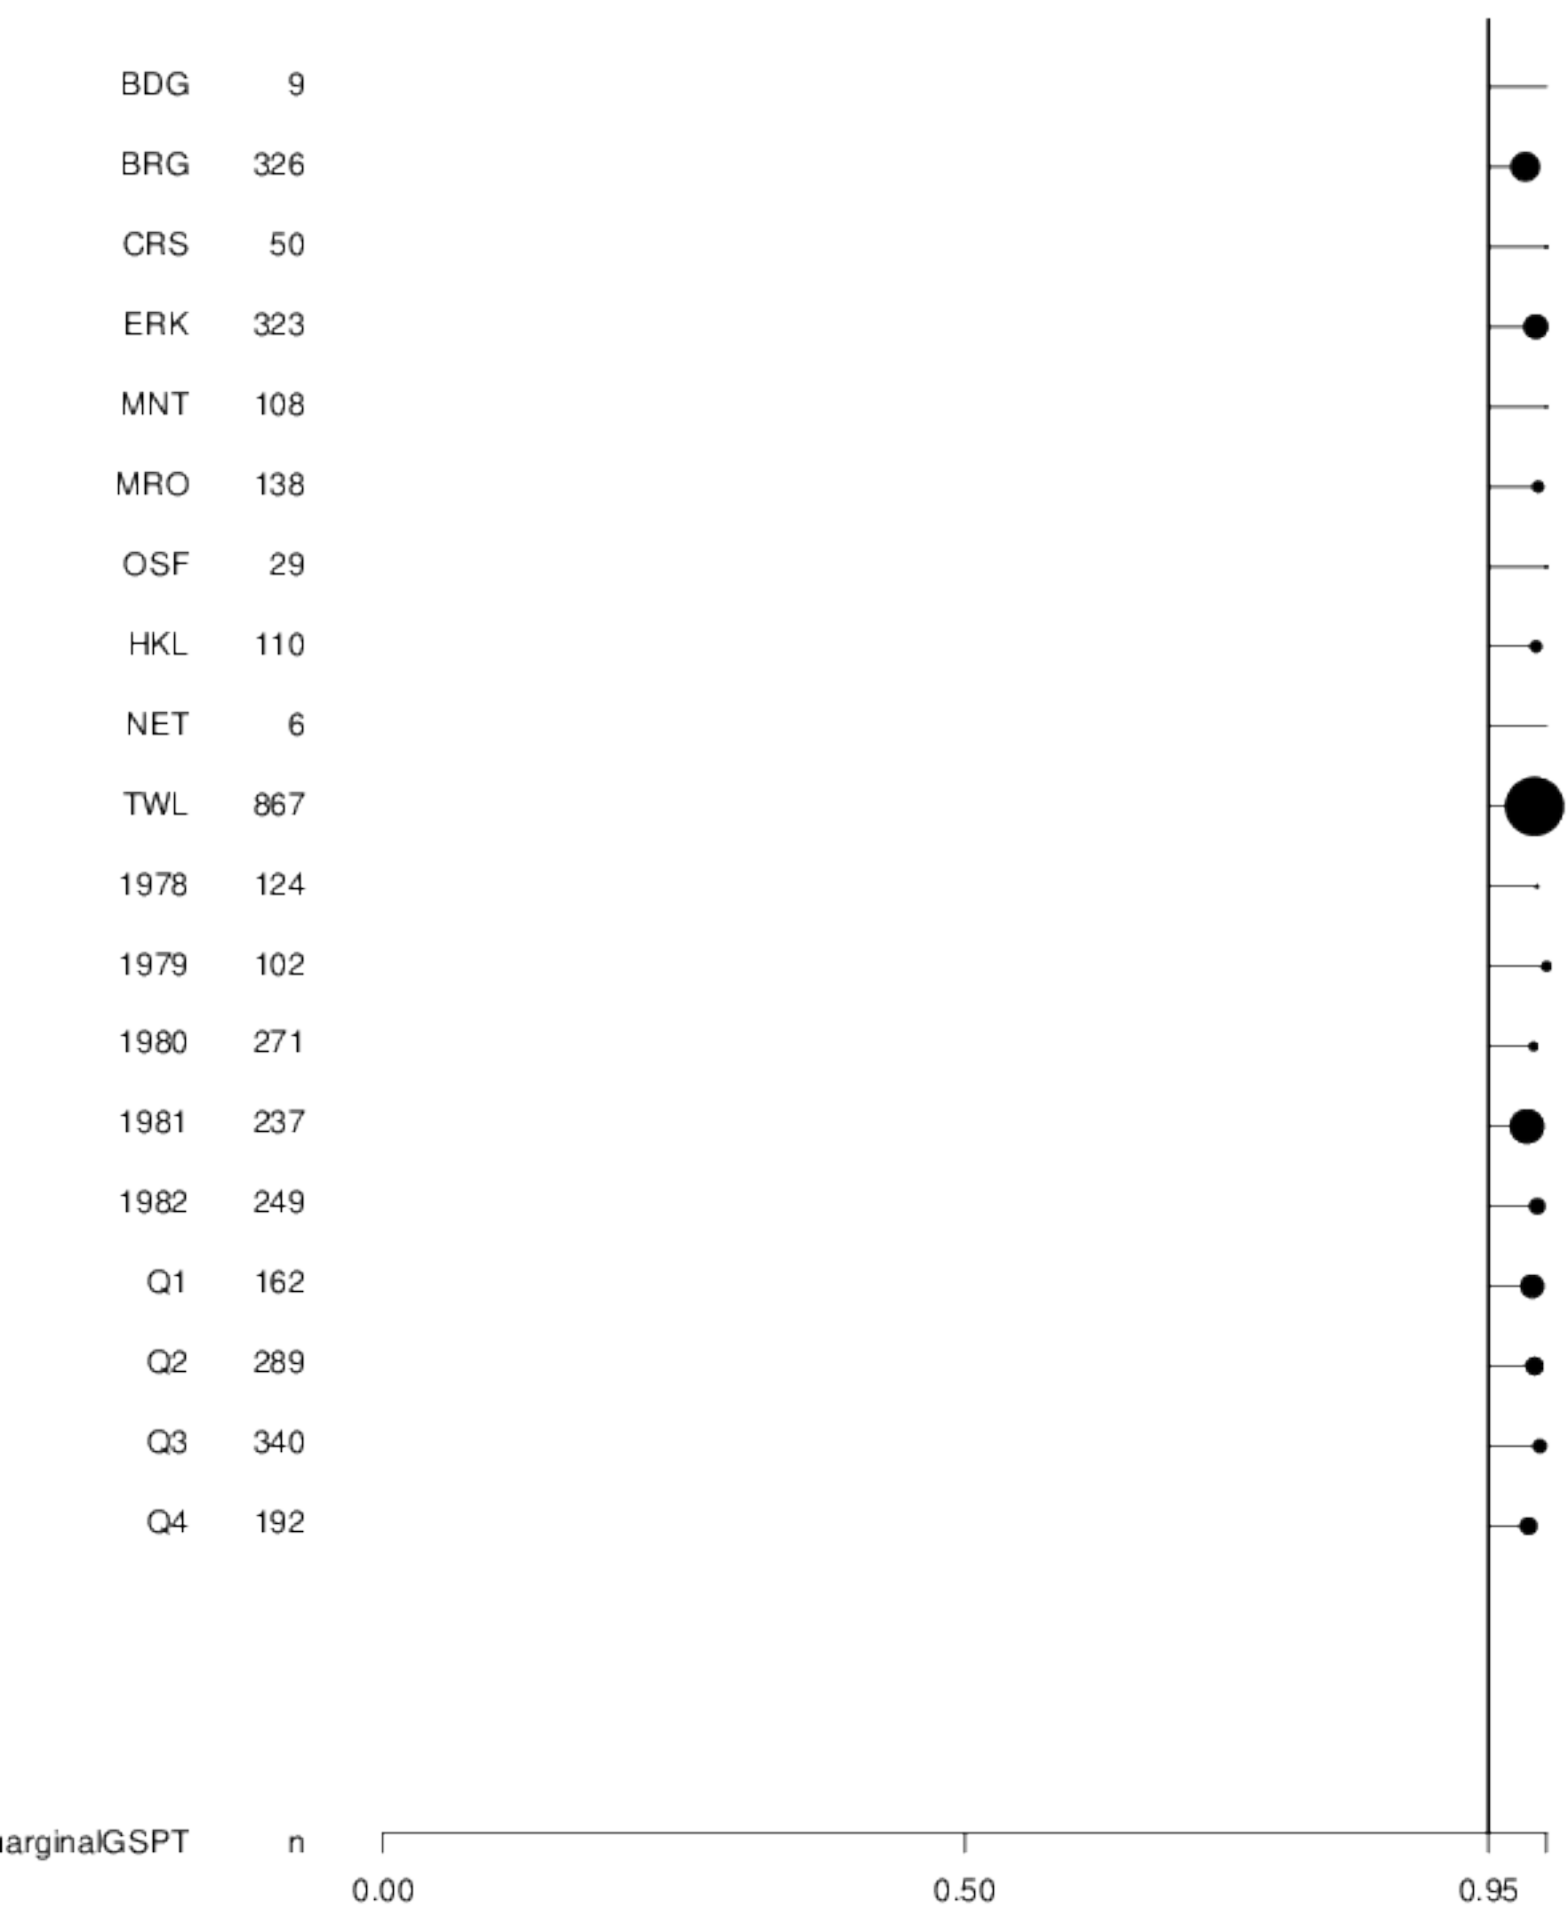 BDG 9
BRG 326
CRS 50
ERK 323
MNT 108
MRO 138
OSF 29
HKL 110
NET 6
TWL 867
1978 124
1979 102
1980 271
1981 237
1982 249
Q1 162
Q2 289
Q3 340
Q4 192
arginalGSPT n
0.00 0.50 0.95